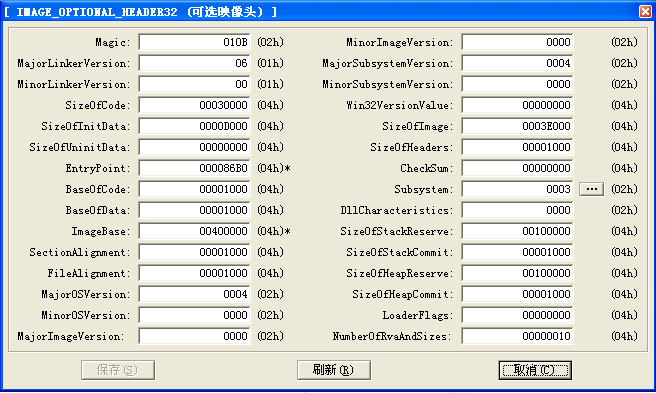 [ IMAGE_OPTIONAL_HEADER32 (可选映像头) ]
Magic: 010B (02h) MinorImageVersion: 0000 (02h)
MajorLinkerVersion: 06 (01h) MajorSubsystemVersion: 0004 (02h)
MinorLinkerVersion: 00 (01h) MinorSubsystemVersion: 0000 (02h)
SizeOfCode: 00030000 (04h) Win32VersionValue: 00000000 (04h)
SizeOfInitData: 0000D000 (04h) SizeOfImage: 0003E000 (04h)
SizeOfUninitData: 00000000 (04h) SizeOfHeaders: 00001000 (04h)
EntryPoint: 000086B0 (04h)* CheckSum: 00000000 (04h)
BaseOfCode: 00001000 (04h) Subsystem: 0003 ... (02h)
BaseOfData: 00001000 (04h) DllCharacteristics: 0000 (02h)
ImageBase: 00400000 (04h)* SizeOfStackReserve: 00100000 (04h)
SectionAlignment: 00001000 (04h) SizeOfStackCommit: 00001000 (04h)
FileAlignment: 00001000 (04h) SizeOfHeapReserve: 00100000 (04h)
MajorOSVersion: 0004 (02h) SizeOfHeapCommit: 00001000 (04h)
MinorOSVersion: 0000 (02h) LoaderFlags: 00000000 (04h)
MajorImageVersion: 0000 (02h) NumberOfRvaAndSizes: 00000010 (04h)
保存(S) 刷新(R) 取消(C)